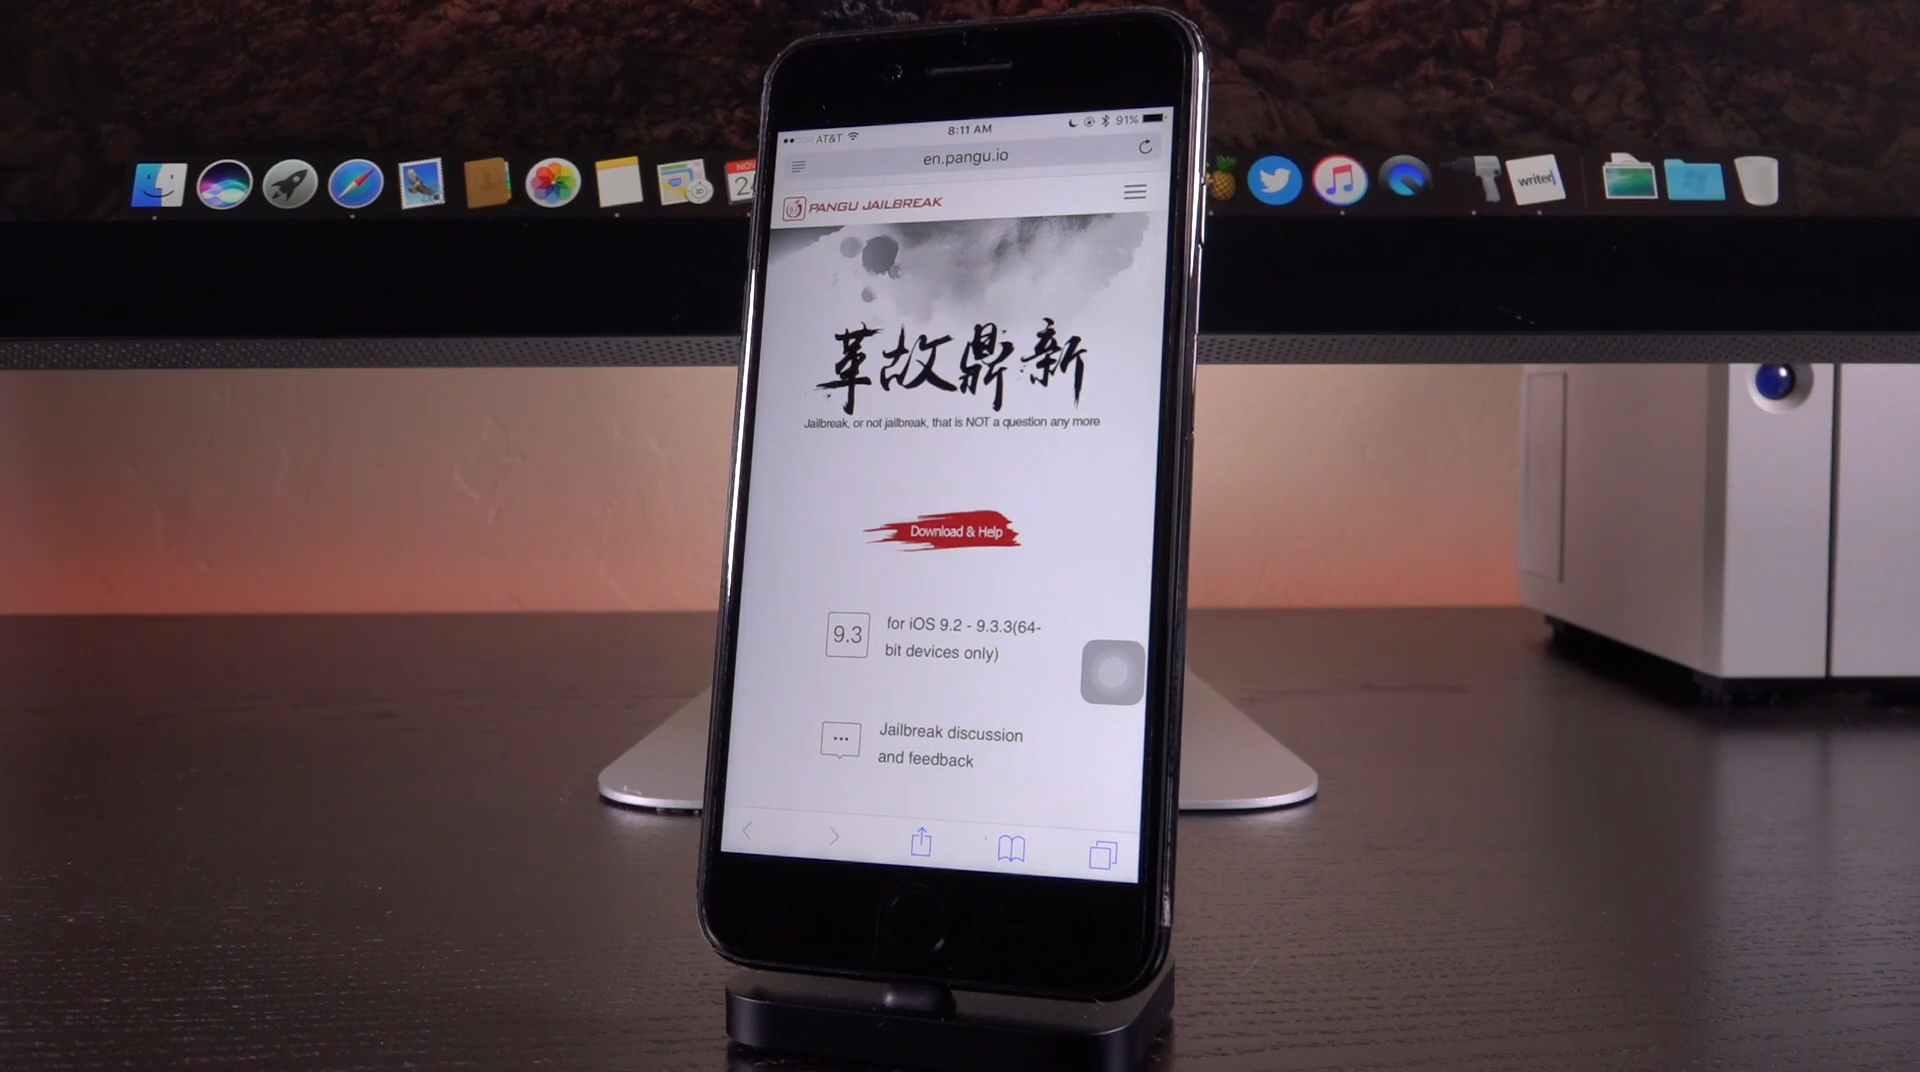 AT&T 8:11 AM 91%
en.pangu.io
PANGU JAILBREAK
革故鼎新
Jailbreak, or not jailbreak, that is NOT a question any more
Download & Help
9.3 for iOS 9.2 - 9.3.3(64-
bit devices only)
Jailbreak discussion
and feedback
NOV
writer